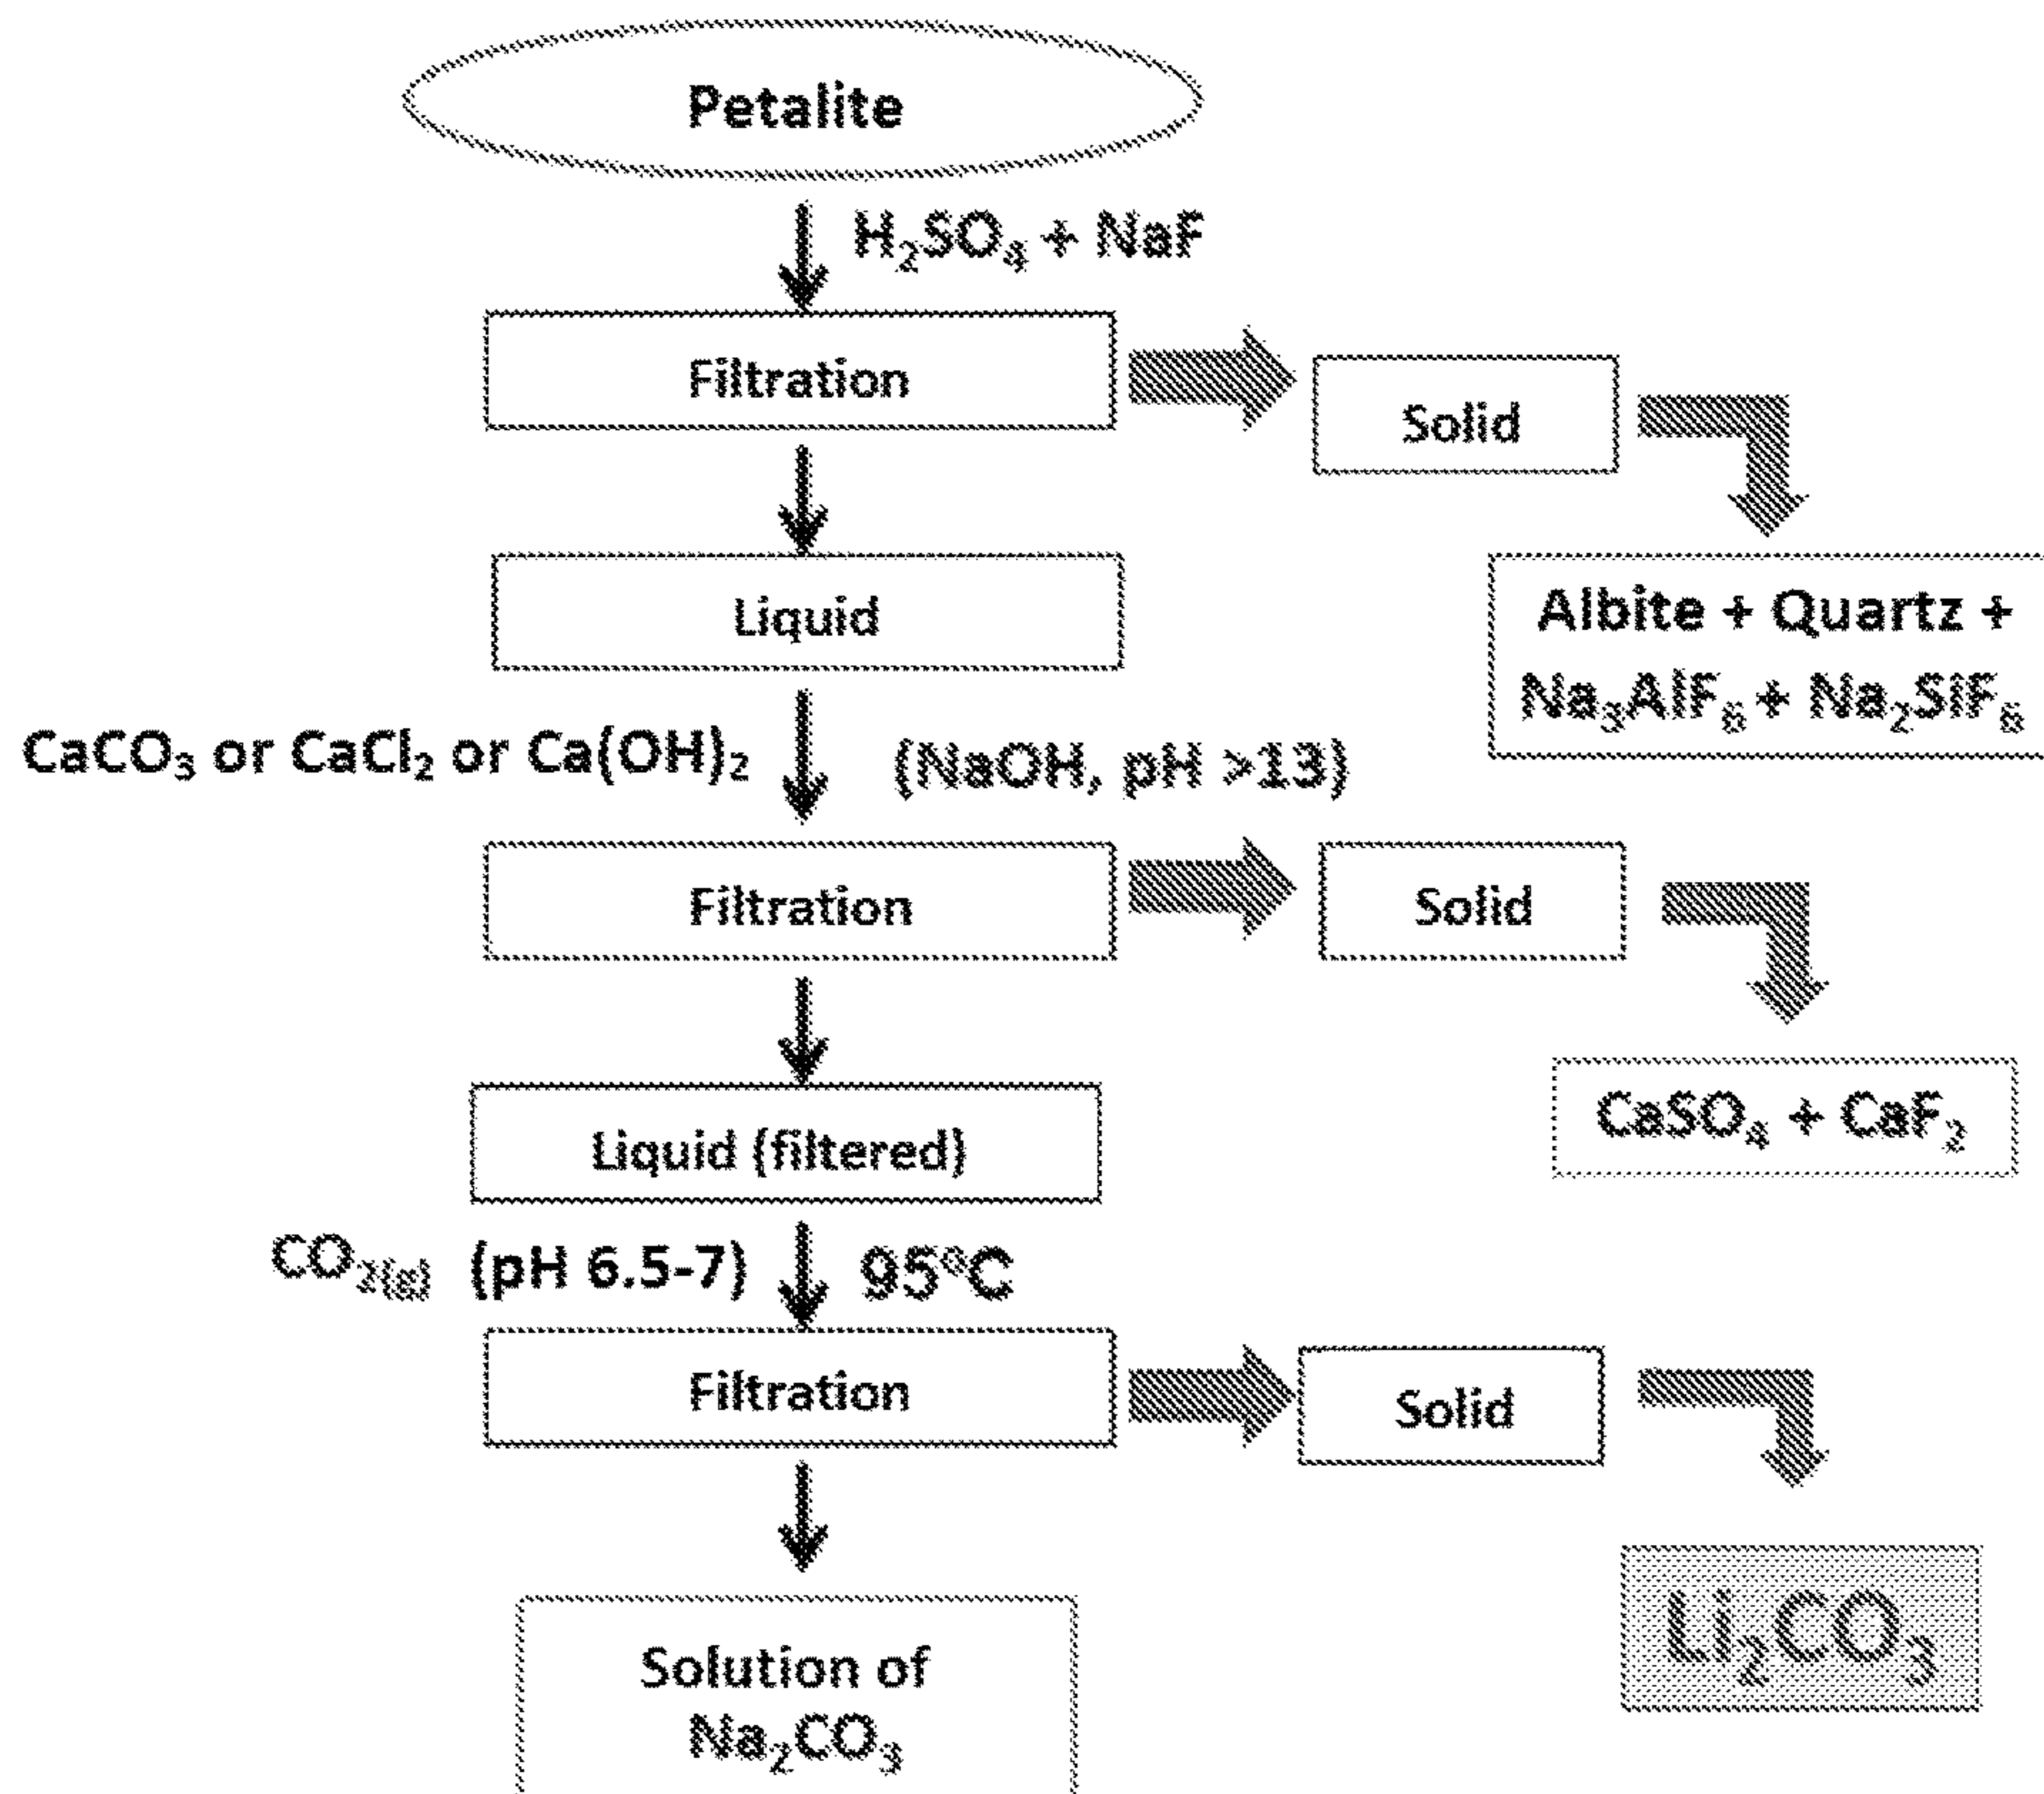 Petalite
H₂SO₄ + NaF
Filtration
Solid
Liquid
Albite + Quartz +
Na₃AlF₆ + Na₂SiF₆
CaCO₃ or CaCl₂ or Ca(OH)₂
(NaOH, pH >13)
Filtration
Solid
Liquid (filtered)
CaSO₄ + CaF₂
CO₂(g) (pH 6.5-7)
95°C
Filtration
Solid
Solution of
Na₂CO₃
Li₂CO₃